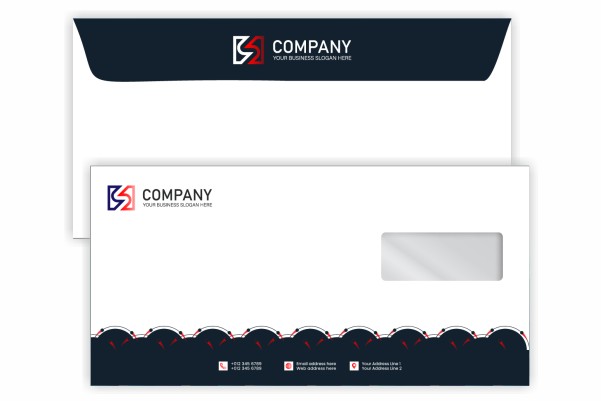 COMPANY
YOUR BUSINESS SLOGAN HERE
COMPANY
YOUR BUSINESS SLOGAN HERE
+012 345 6789
+012 345 6789
Email address here
Web address here
Your Address Line 1
Your Address Line 2